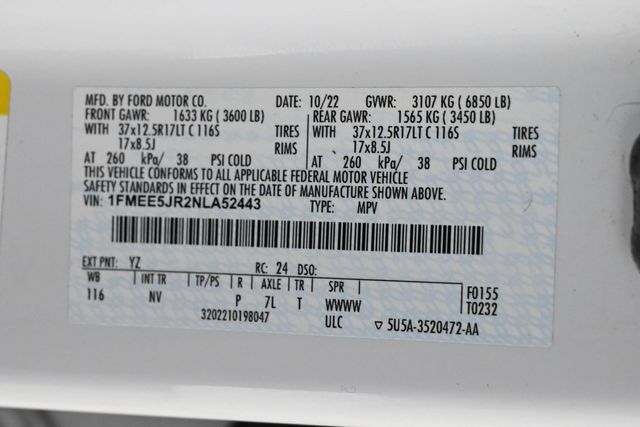 MFD. BY FORD MOTOR CO. DATE: 10/22 GVWR: 3107 KG ( 6850 LB)
FRONT GAWR: 1633 KG ( 3600 LB) REAR GAWR: 1565 KG ( 3450 LB)
WITH 37x12.5R17LT C 116S TIRES WITH 37x12.5R17LT C 116S TIRES
17x8.5J RIMS 17x8.5J RIMS
AT 260 kPa/ 38 PSI COLD AT 260 kPa/ 38 PSI COLD
THIS VEHICLE CONFORMS TO ALL APPLICABLE FEDERAL MOTOR VEHICLE
SAFETY STANDARDS IN EFFECT ON THE DATE OF MANUFACTURE SHOWN ABOVE.
VIN: 1FMEE5JR2NLA52443 TYPE: MPV
EXT PNT: YZ RC: 24 DSO:
WB INT TR TP/PS R AXLE TR SPR F0155
116 NV P 7L T WWWW T0232
3202210198047 ULC ▽ 5U5A-3520472-AA